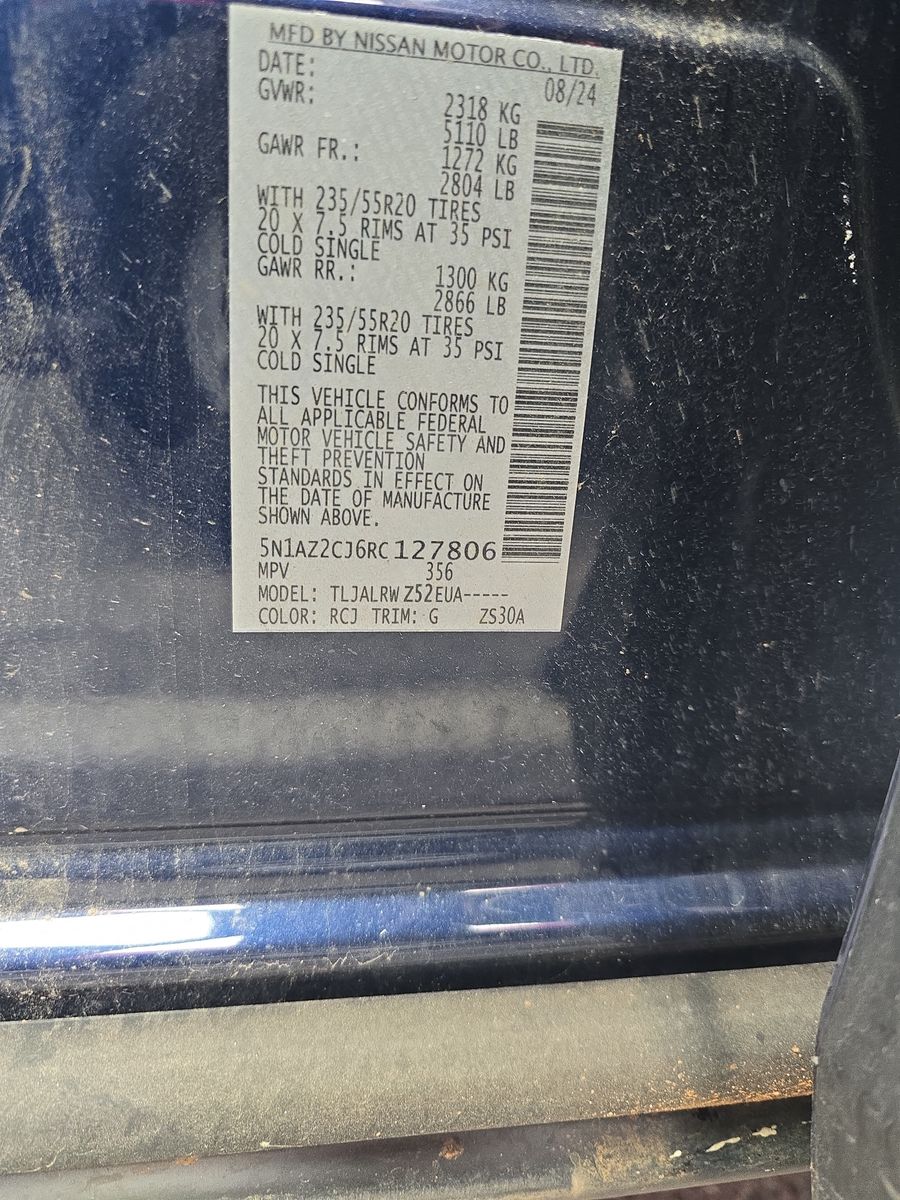 MFD BY NISSAN MOTOR CO., LTD.
DATE: 08/24
GVWR: 2318 KG
5110 LB
GAWR FR.: 1272 KG
2804 LB
WITH 235/55R20 TIRES
20 X 7.5 RIMS AT 35 PSI
COLD SINGLE
GAWR RR.: 1300 KG
2866 LB
WITH 235/55R20 TIRES
20 X 7.5 RIMS AT 35 PSI
COLD SINGLE
THIS VEHICLE CONFORMS TO
ALL APPLICABLE FEDERAL
MOTOR VEHICLE SAFETY AND
THEFT PREVENTION
STANDARDS IN EFFECT ON
THE DATE OF MANUFACTURE
SHOWN ABOVE.
5N1AZ2CJ6RC127806
MPV 356
MODEL: TLJALRWZ52EUA-----
COLOR: RCJ TRIM: G ZS30A